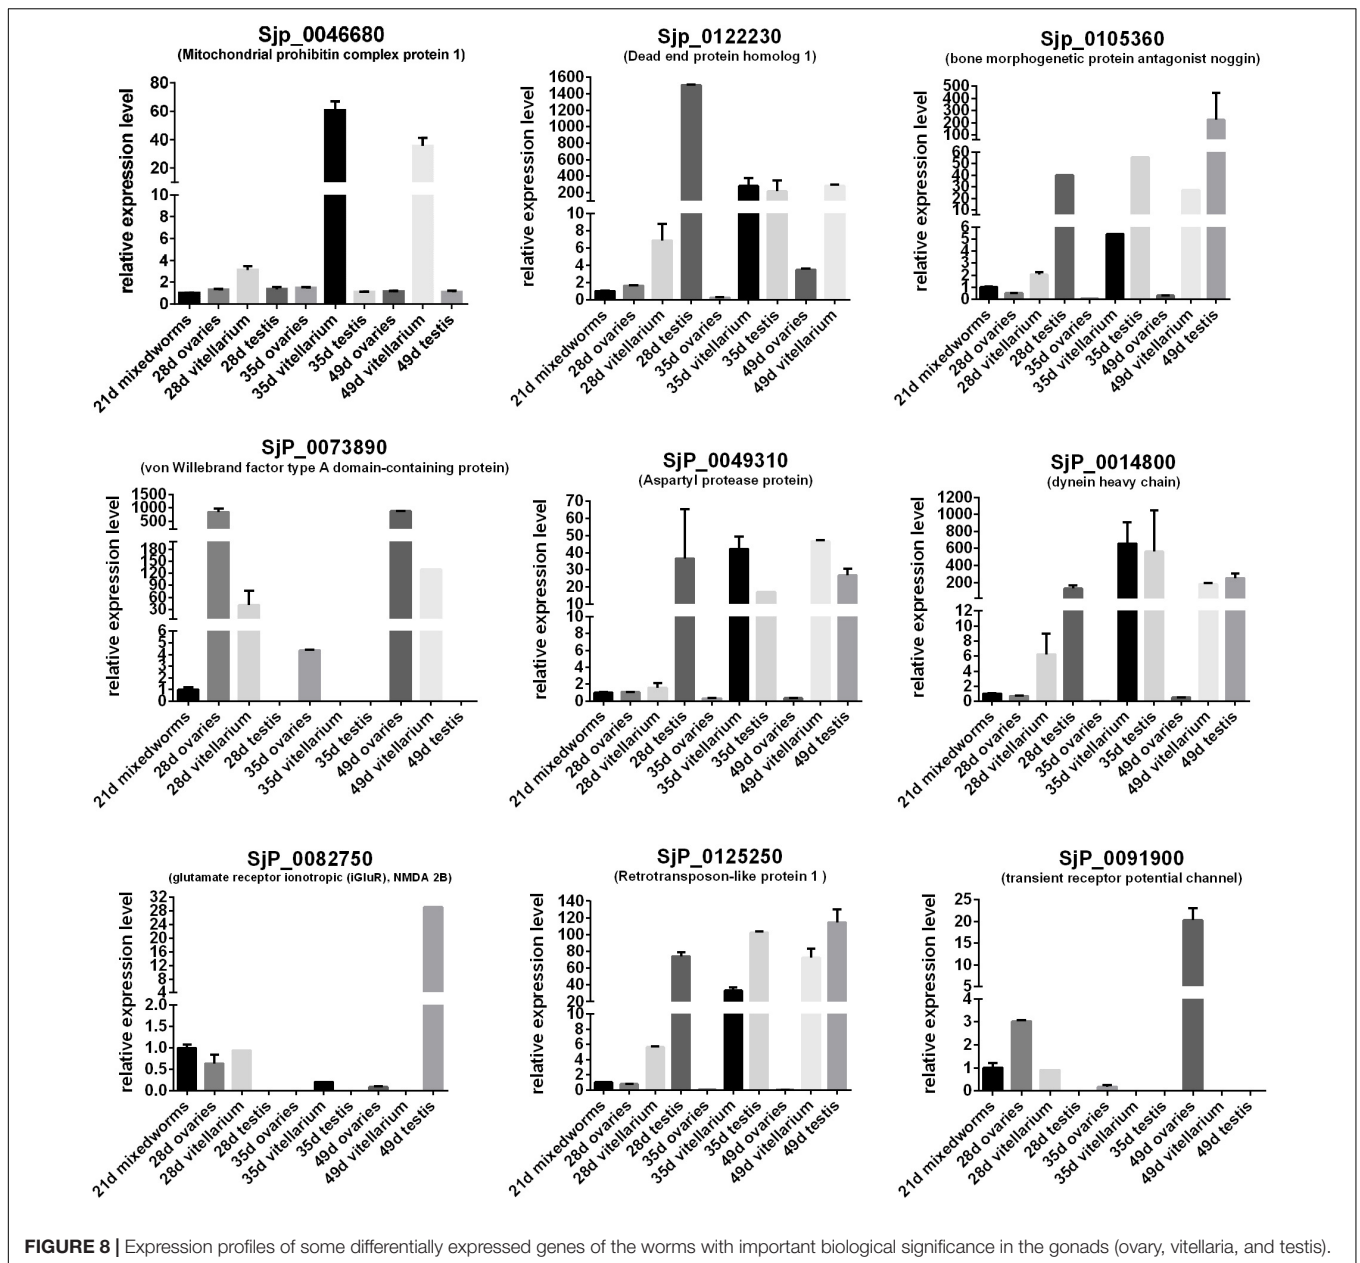 Sjp_0046680
(Mitochondrial prohibitin complex protein 1)
relative expression level
80
60
40
20
10
8
6
4
2
0
21d mixedworms
28d ovaries
28d vitellarium
28d testis
35d ovaries
35d vitellarium
35d testis
49d ovaries
49d vitellarium
49d testis
Sjp_0122230
(Dead end protein homolog 1)
relative expression level
1600
1400
1200
1000
800
600
400
200
10
8
6
4
2
0
21d mixedworms
28d ovaries
28d vitellarium
28d testis
35d ovaries
35d vitellarium
35d testis
49d ovaries
49d vitellarium
Sjp_0105360
(bone morphogenetic protein antagonist noggin)
relative expression level
500
400
300
200
100
60
50
40
30
20
10
6
5
4
3
2
1
0
21d mixedworms
28d ovaries
28d vitellarium
28d testis
35d ovaries
35d vitellarium
35d testis
49d ovaries
49d vitellarium
49d testis
SjP_0073890
(von Willebrand factor type A domain-containing protein)
relative expression level
1500
1000
500
180
150
120
90
60
30
6
5
4
3
2
1
0
21d mixedworms
28d ovaries
28d vitellarium
28d testis
35d ovaries
35d vitellarium
35d testis
49d ovaries
49d vitellarium
49d testis
SjP_0049310
(Aspartyl protease protein)
relative expression level
70
60
50
40
30
20
10
10
8
6
4
2
0
21d mixedworms
28d ovaries
28d vitellarium
28d testis
35d ovaries
35d vitellarium
35d testis
49d ovaries
49d vitellarium
49d testis
SjP_0014800
(dynein heavy chain)
relative expression level
1200
1000
800
600
400
200
12
10
8
6
4
2
0
21d mixedworms
28d ovaries
28d vitellarium
28d testis
35d ovaries
35d vitellarium
35d testis
49d ovaries
49d vitellarium
49d testis
SjP_0082750
(glutamate receptor ionotropic (iGluR), NMDA 2B)
relative expression level
32
28
24
20
16
12
8
4
2.0
1.5
1.0
0.5
0.0
21d mixedworms
28d ovaries
28d vitellarium
28d testis
35d ovaries
35d vitellarium
35d testis
49d ovaries
49d vitellarium
49d testis
SjP_0125250
(Retrotransposon-like protein 1 )
relative expression level
140
120
100
80
60
40
20
10
8
6
4
2
0
21d mixedworms
28d ovaries
28d vitellarium
28d testis
35d ovaries
35d vitellarium
35d testis
49d ovaries
49d vitellarium
49d testis
SjP_0091900
(transient receptor potential channel)
relative expression level
25
20
15
10
5
4
3
2
1
0
21d mixedworms
28d ovaries
28d vitellarium
28d testis
35d ovaries
35d vitellarium
35d testis
49d ovaries
49d vitellarium
49d testis
FIGURE 8 | Expression profiles of some differentially expressed genes of the worms with important biological significance in the gonads (ovary, vitellaria, and testis).